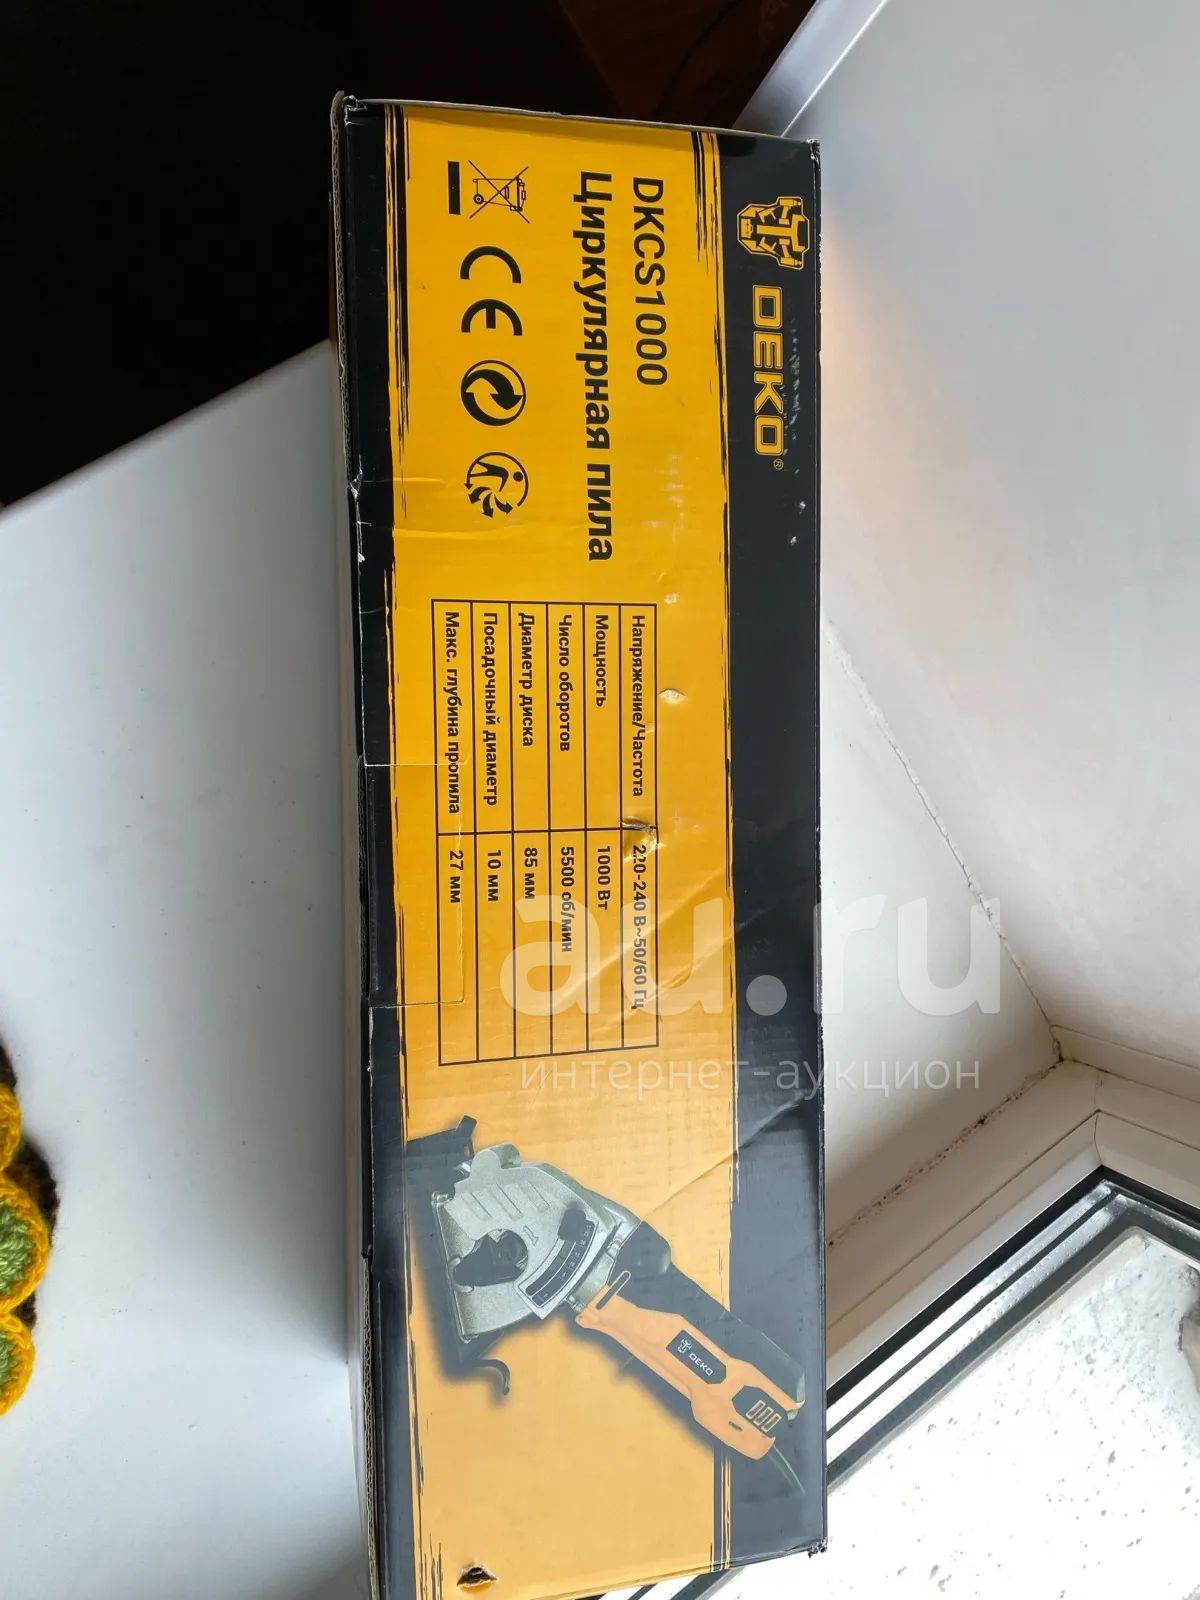 DEKO®
DKCS1000
Циркулярная пила
CE
Напряжение/Частота 220-240 В~50/60 Гц
Мощность 1000 Вт
Число оборотов 5500 об/мин
Диаметр диска 85 мм
Посадочный диаметр 10 мм
Макс. глубина пропила 27 мм
DEKO
au.ru
интернет-аукцион